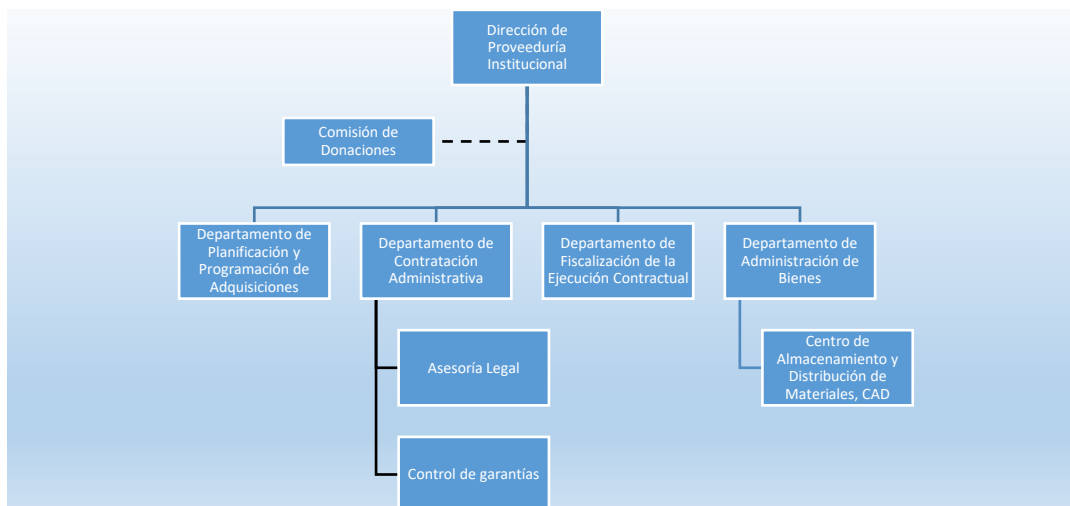 Dirección de
Proveeduría
Institucional
Comisión de
Donaciones
Departamento de
Planificación y
Programación de
Adquisiciones
Departamento de
Contratación
Administrativa
Departamento de
Fiscalización de la
Ejecución Contractual
Departamento de
Administración de
Bienes
Asesoría Legal
Centro de
Almacenamiento y
Distribución de
Materiales, CAD
Control de garantías